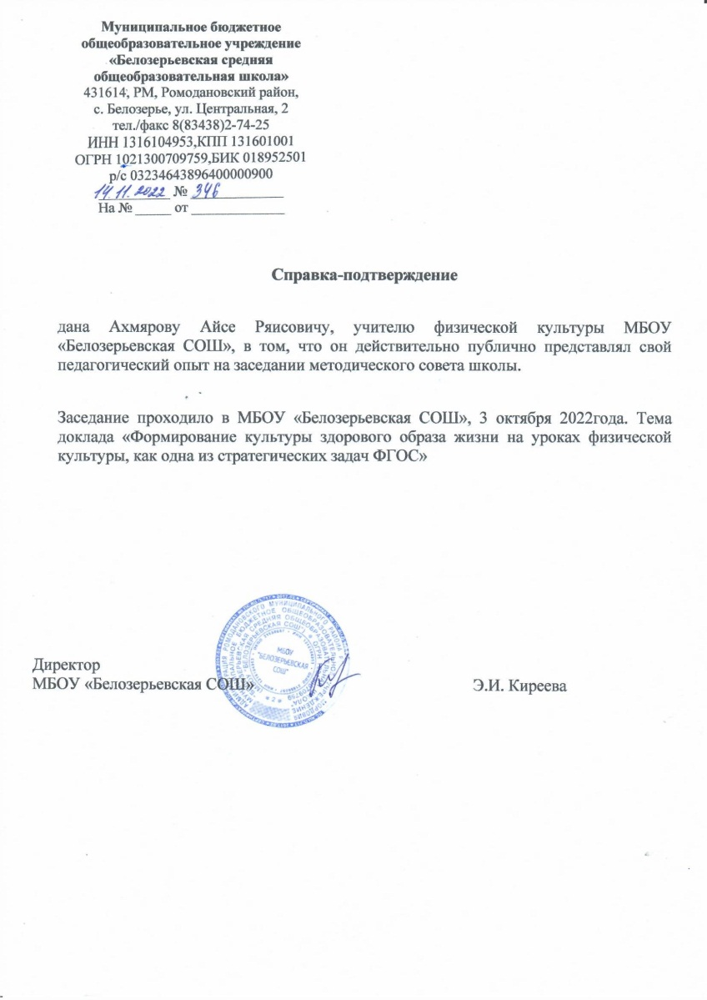 Муниципальное бюджетное
общеобразовательное учреждение
«Белозерьевская средняя
общеобразовательная школа»
431614, РМ, Ромодановский район,
с. Белозерье, ул. Центральная, 2
тел./факс 8(83438)2-74-25
ИНН 1316104953,КПП 131601001
ОГРН 1021300709759,БИК 018952501
р/с 03234643896400000900
14.11.2022 № 346
На № _____ от _____________
Справка-подтверждение
дана Ахмярову Айсе Ряисовичу, учителю физической культуры МБОУ
«Белозерьевская СОШ», в том, что он действительно публично представлял свой
педагогический опыт на заседании методического совета школы.
Заседание проходило в МБОУ «Белозерьевская СОШ», 3 октября 2022года. Тема
доклада «Формирование культуры здорового образа жизни на уроках физической
культуры, как одна из стратегических задач ФГОС»
МБОУ
"БЕЛОЗЕРЬЕВСКАЯ
СОШ"
Директор
МБОУ «Белозерьевская СОШ» Э.И. Киреева